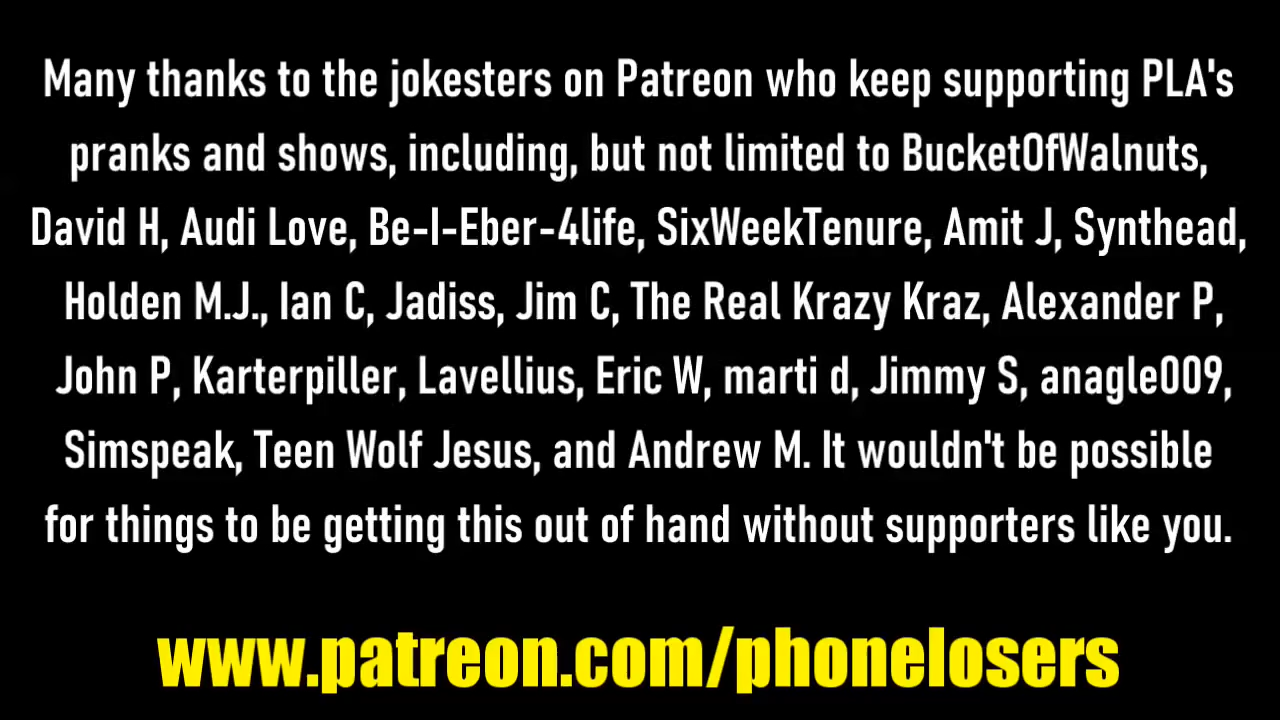 Many thanks to the jokesters on Patreon who keep supporting PLA's
pranks and shows, including, but not limited to BucketOfWalnuts,
David H, Audi Love, Be-I-Eber-4life, SixWeekTenure, Amit J, Synthead,
Holden M.J., Ian C, Jadiss, Jim C, The Real Krazy Kraz, Alexander P,
John P, Karterpiller, Lavellius, Eric W, marti d, Jimmy S, anagle009,
Simspeak, Teen Wolf Jesus, and Andrew M. It wouldn't be possible
for things to be getting this out of hand without supporters like you.
www.patreon.com/phonelosers